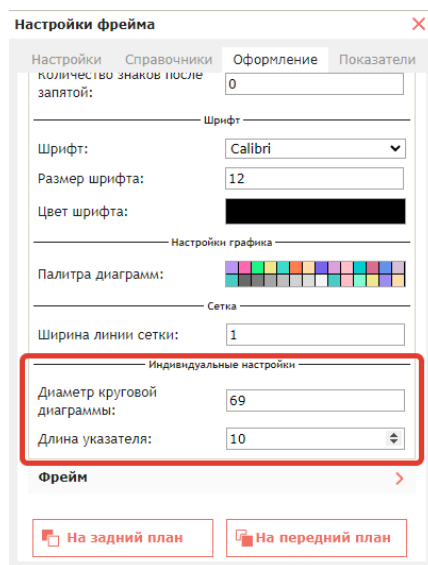 Настройки фрейма
Настройки Справочники Оформление Показатели
Количество знаков после
запятой:
0
Шрифт
Шрифт: Calibri
Размер шрифта: 12
Цвет шрифта:
Настройки графика
Палитра диаграмм:
Сетка
Ширина линии сетки: 1
Индивидуальные настройки
Диаметр круговой
диаграммы:
69
Длина указателя: 10
Фрейм
На задний план На передний план